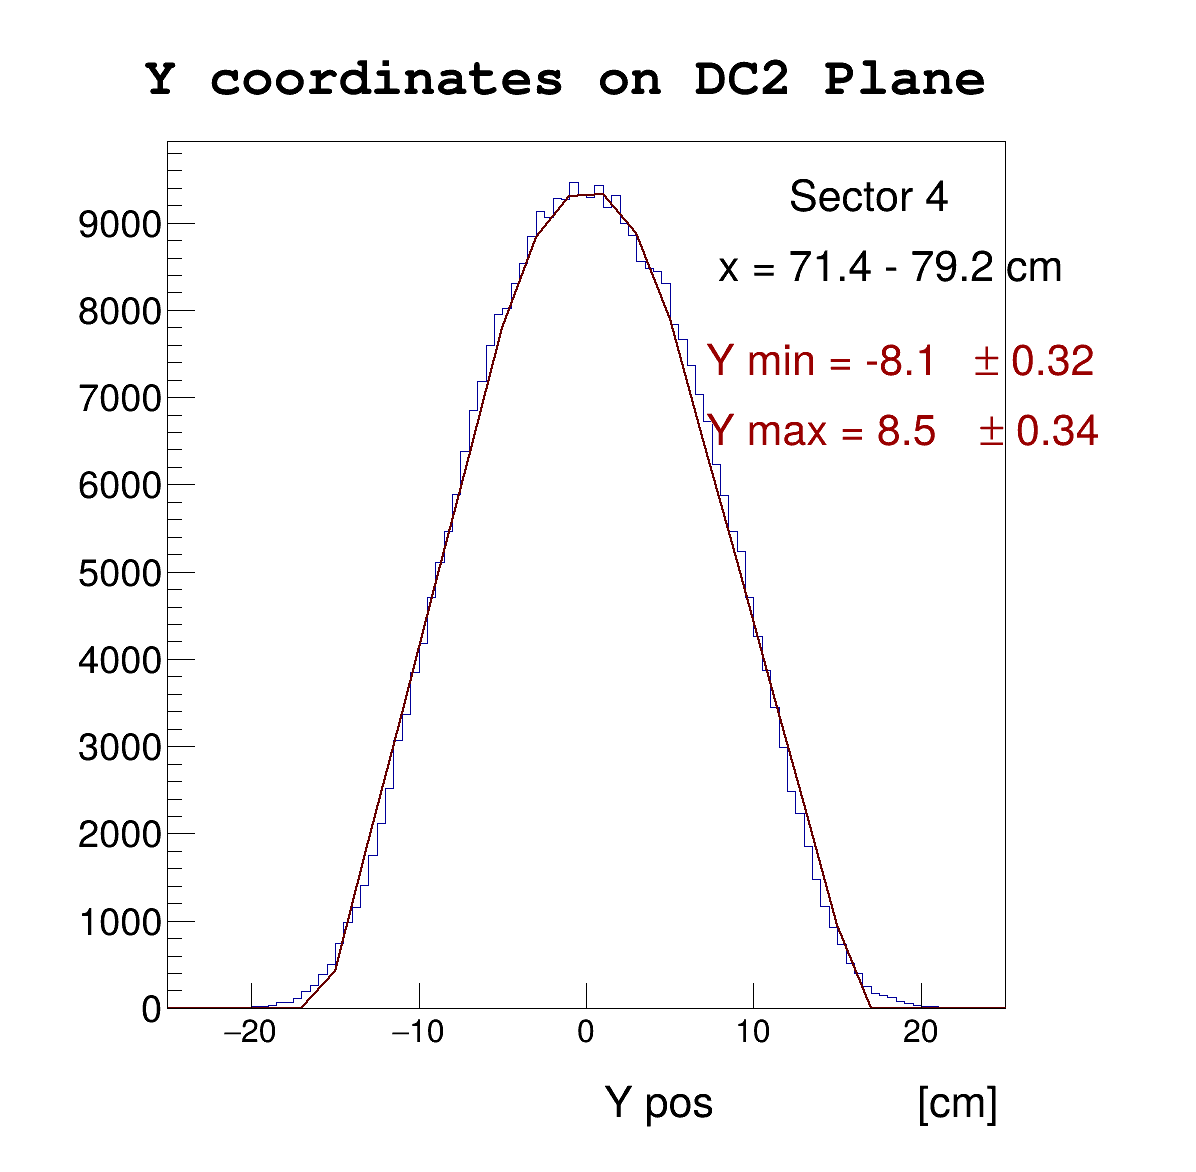 Y coordinates on DC2 Plane
Sector 4
x = 71.4 - 79.2 cm
Y min = -8.1 ± 0.32
Y max = 8.5 ± 0.34
9000
8000
7000
6000
5000
4000
3000
2000
1000
0
−20 −10 0 10 20
Y pos [cm]